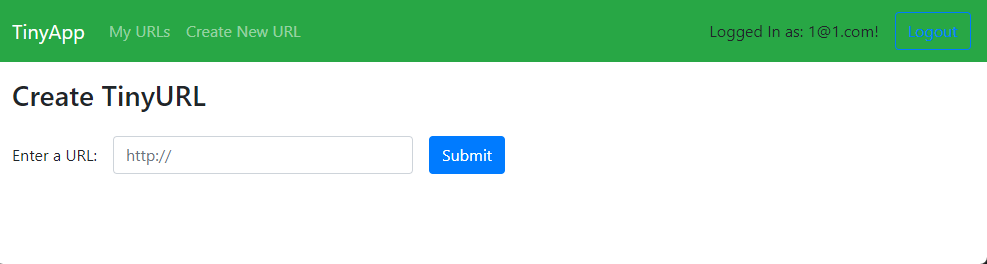 TinyApp My URLs Create New URL Logged In as: 1@1.com! Logout
Create TinyURL
Enter a URL: http:// Submit